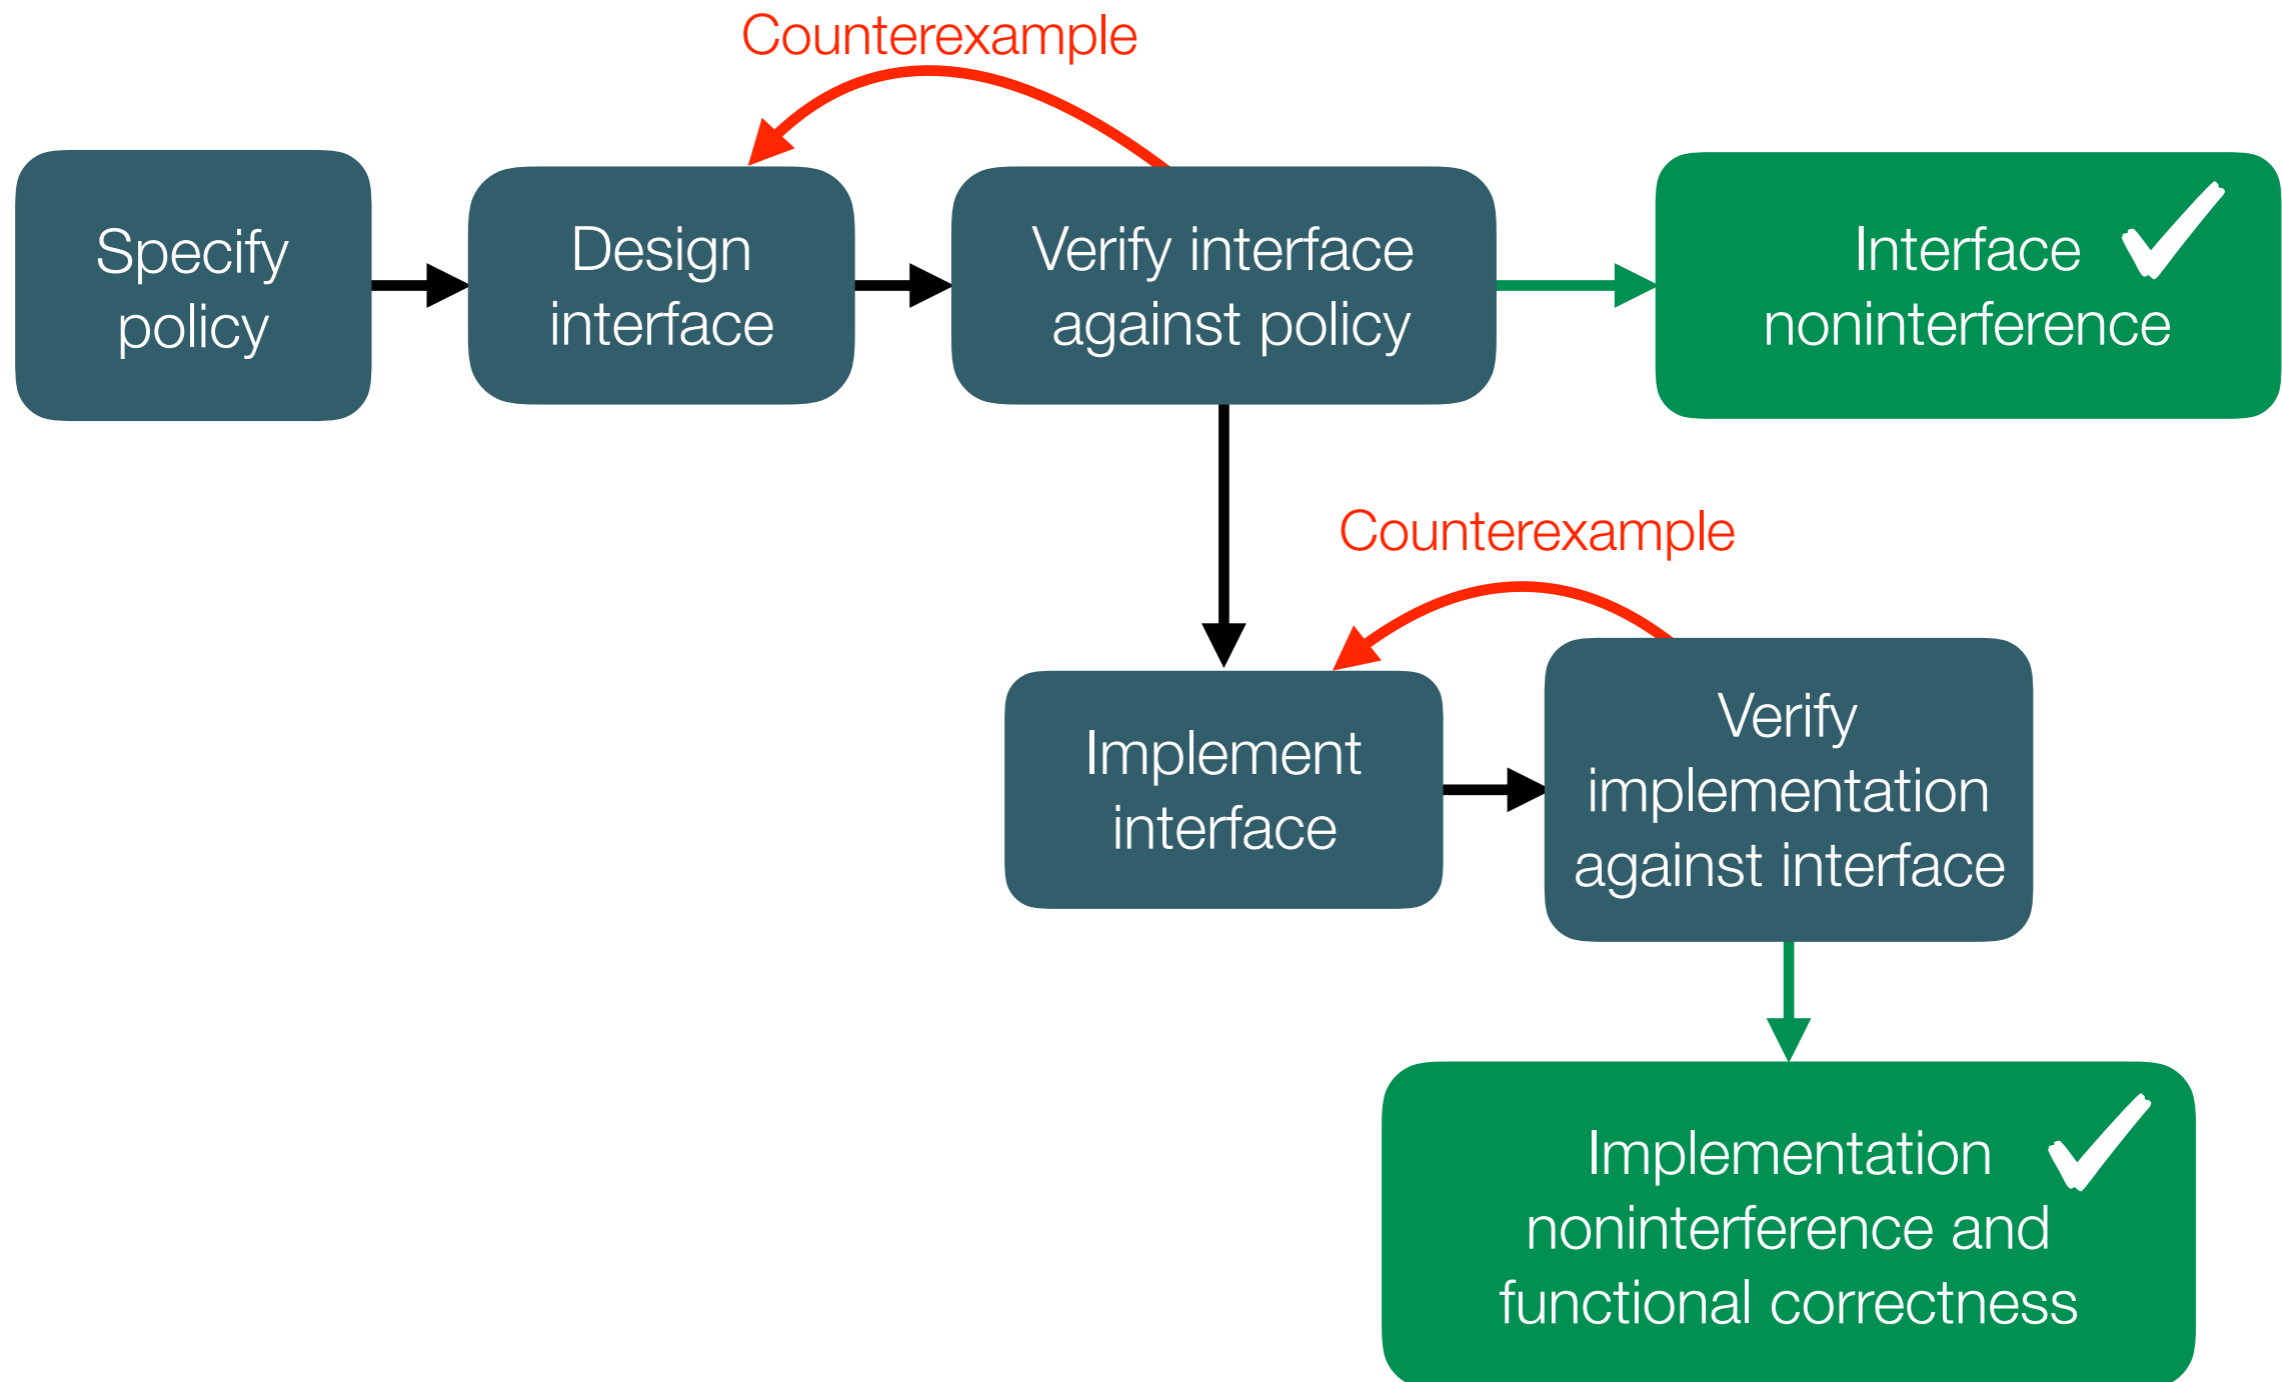 Counterexample
Specify
policy
Design
interface
Verify interface
against policy
Interface
noninterference
Counterexample
Implement
interface
Verify
implementation
against interface
Implementation
noninterference and
functional correctness